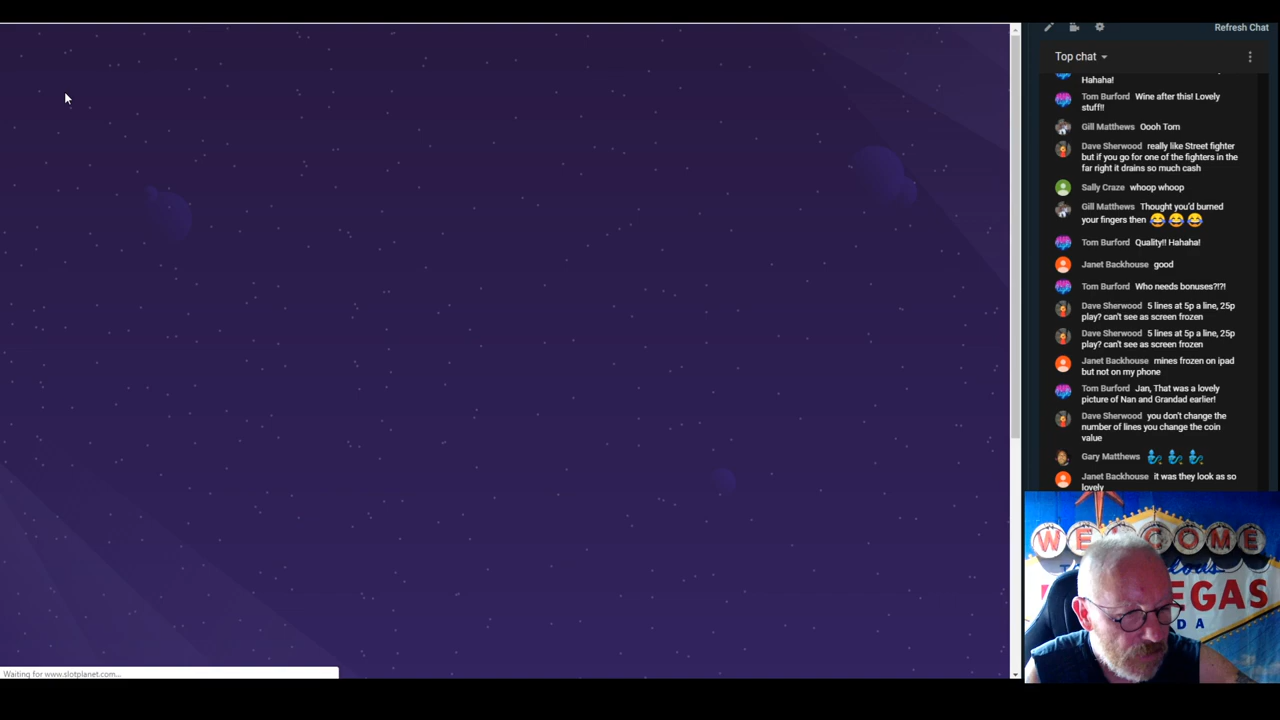 Refresh Chat
Top chat
Hahaha!
Tom Burford Wine after this! Lovely
stuff!!
Gill Matthews Oooh Tom
Dave Sherwood really like Street fighter
but if you go for one of the fighters in the
far right it drains so much cash
Sally Craze whoop whoop
Gill Matthews Thought you'd burned
your fingers then 😂 😂 😂
Tom Burford Quality!! Hahaha!
Janet Backhouse good
Tom Burford Who needs bonuses?!?!
Dave Sherwood 5 lines at 5p a line, 25p
play? can't see as screen frozen
Dave Sherwood 5 lines at 5p a line, 25p
play? can't see as screen frozen
Janet Backhouse mines frozen on ipad
but not on my phone
Tom Burford Jan, That was a lovely
picture of Nan and Grandad earlier!
Dave Sherwood you don't change the
number of lines you change the coin
value
Gary Matthews
Janet Backhouse it was they look as so
lovely
WELCOME
EGAS
DA
Waiting for www.slotplanet.com...